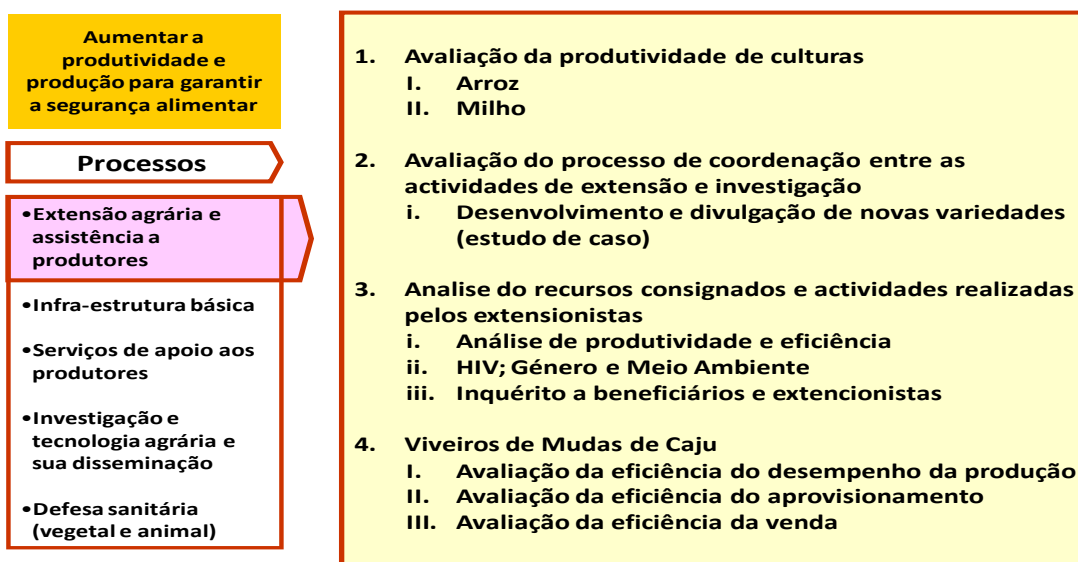 Aumentar a
produtividade e
produção para garantir
a segurança alimentar
Processos
•Extensão agrária e
assistência a
produtores
•Infra-estrutura básica
•Serviços de apoio aos
produtores
•Investigação e
tecnologia agrária e
sua disseminação
•Defesa sanitária
(vegetal e animal)
1. Avaliação da produtividade de culturas
I. Arroz
II. Milho
2. Avaliação do processo de coordenação entre as
actividades de extensão e investigação
i. Desenvolvimento e divulgação de novas variedades
(estudo de caso)
3. Analise do recursos consignados e actividades realizadas
pelos extensionistas
i. Análise de produtividade e eficiência
ii. HIV; Género e Meio Ambiente
iii. Inquérito a beneficiários e extencionistas
4. Viveiros de Mudas de Caju
I. Avaliação da eficiência do desempenho da produção
II. Avaliação da eficiência do aprovisionamento
III. Avaliação da eficiência da venda